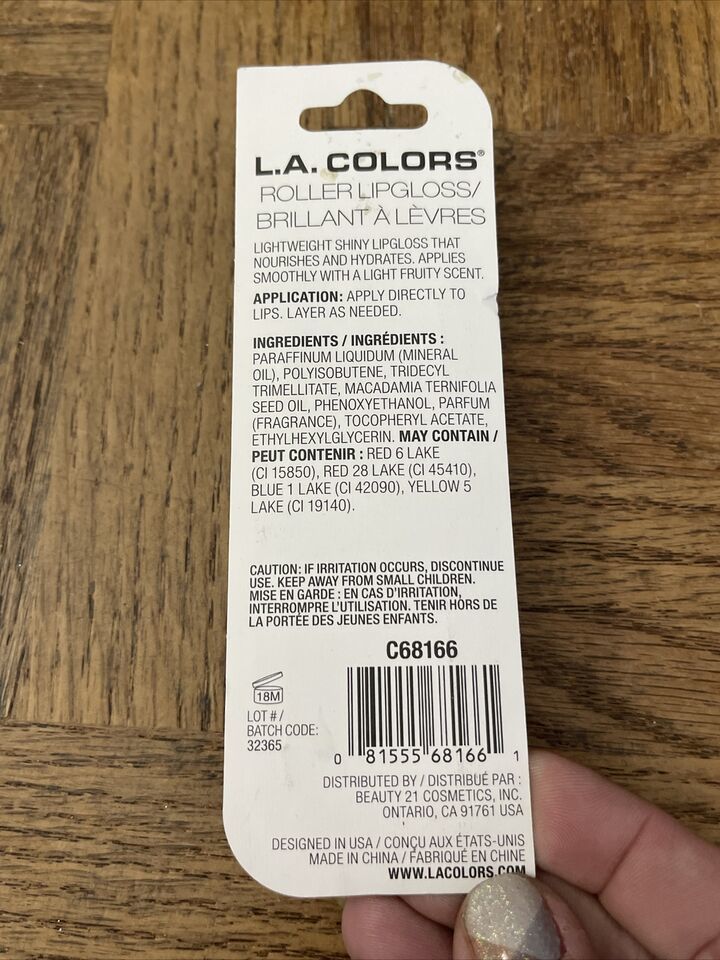 L.A. COLORS®
ROLLER LIPGLOSS/
BRILLANT À LÈVRES
LIGHTWEIGHT SHINY LIPGLOSS THAT
NOURISHES AND HYDRATES. APPLIES
SMOOTHLY WITH A LIGHT FRUITY SCENT.
APPLICATION: APPLY DIRECTLY TO
LIPS. LAYER AS NEEDED.
INGREDIENTS / INGRÉDIENTS :
PARAFFINUM LIQUIDUM (MINERAL
OIL), POLYISOBUTENE, TRIDECYL
TRIMELLITATE, MACADAMIA TERNIFOLIA
SEED OIL, PHENOXYETHANOL, PARFUM
(FRAGRANCE), TOCOPHERYL ACETATE,
ETHYLHEXYLGLYCERIN. MAY CONTAIN /
PEUT CONTENIR : RED 6 LAKE
(CI 15850), RED 28 LAKE (CI 45410),
BLUE 1 LAKE (CI 42090), YELLOW 5
LAKE (CI 19140).
CAUTION: IF IRRITATION OCCURS, DISCONTINUE
USE. KEEP AWAY FROM SMALL CHILDREN.
MISE EN GARDE : EN CAS D'IRRITATION,
INTERROMPRE L'UTILISATION. TENIR HORS DE
LA PORTÉE DES JEUNES ENFANTS.
C68166
18M
LOT # /
BATCH CODE:
32365
0 81555 68166 1
DISTRIBUTED BY / DISTRIBUÉ PAR :
BEAUTY 21 COSMETICS, INC.
ONTARIO, CA 91761 USA
DESIGNED IN USA / CONÇU AUX ÉTATS-UNIS
MADE IN CHINA / FABRIQUÉ EN CHINE
WWW.LACOLORS.COM